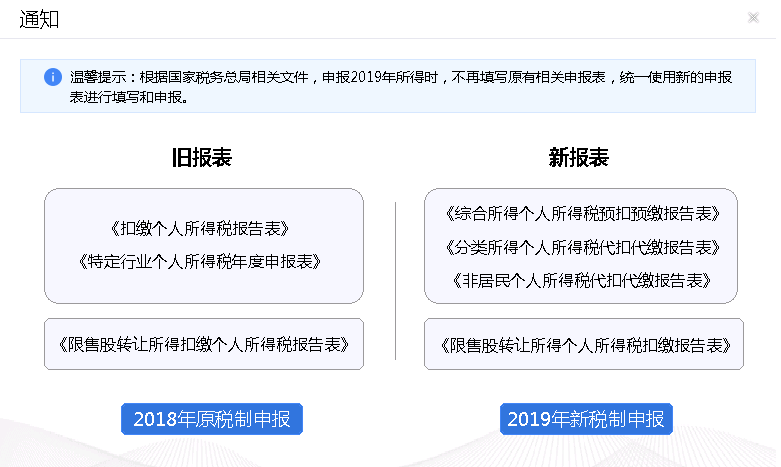 通知
温馨提示：根据国家税务总局相关文件，申报2019年所得时，不再填写原有相关申报表，统一使用新的申报
表进行填写和申报。
旧报表
《扣缴个人所得税报告表》
《特定行业个人所得税年度申报表》
《限售股转让所得扣缴个人所得税报告表》
2018年原税制申报
新报表
《综合所得个人所得税预扣预缴报告表》
《分类所得个人所得税代扣代缴报告表》
《非居民个人所得税代扣代缴报告表》
《限售股转让所得个人所得税扣缴报告表》
2019年新税制申报